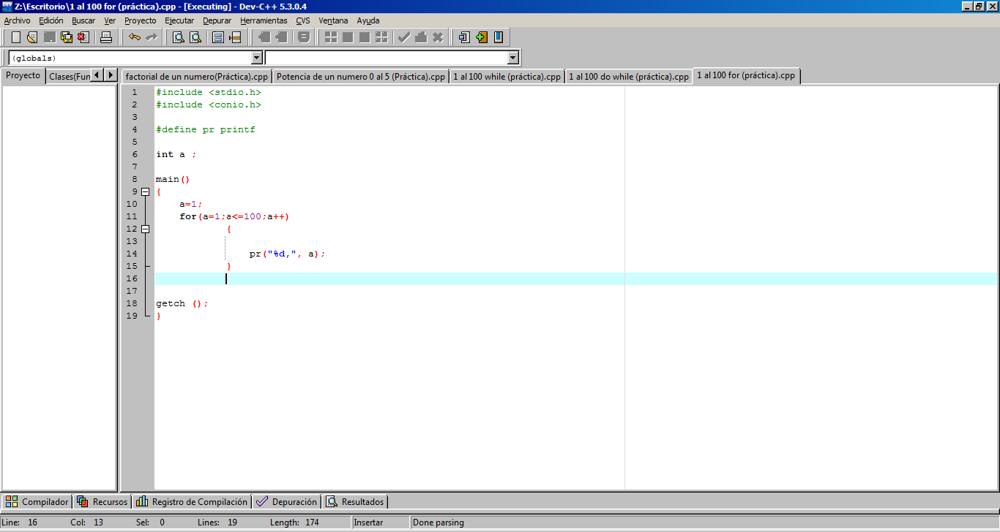 Z:\Escritorio\1 al 100 for (práctica).cpp - [Executing] - Dev-C++ 5.3.0.4
Archivo Edición Buscar Ver Proyecto Ejecutar Depurar Herramientas CVS Ventana Ayuda
(globals)
Proyecto Clases(Fun
factorial de un numero(Práctica).cpp Potencia de un numero 0 al 5 (Práctica).cpp 1 al 100 while (práctica).cpp 1 al 100 do while (práctica).cpp 1 al 100 for (práctica).cpp
1 #include <stdio.h>
2 #include <conio.h>
3
4 #define pr printf
5
6 int a ;
7
8 main()
9 {
10 a=1;
11 for(a=1;a<=100;a++)
12 {
13
14 pr("%d,", a);
15 }
16
17
18 getch ();
19 }
Compilador Recursos Registro de Compilación Depuración Resultados
Line: 16 Col: 13 Sel: 0 Lines: 19 Length: 174 Insertar Done parsing